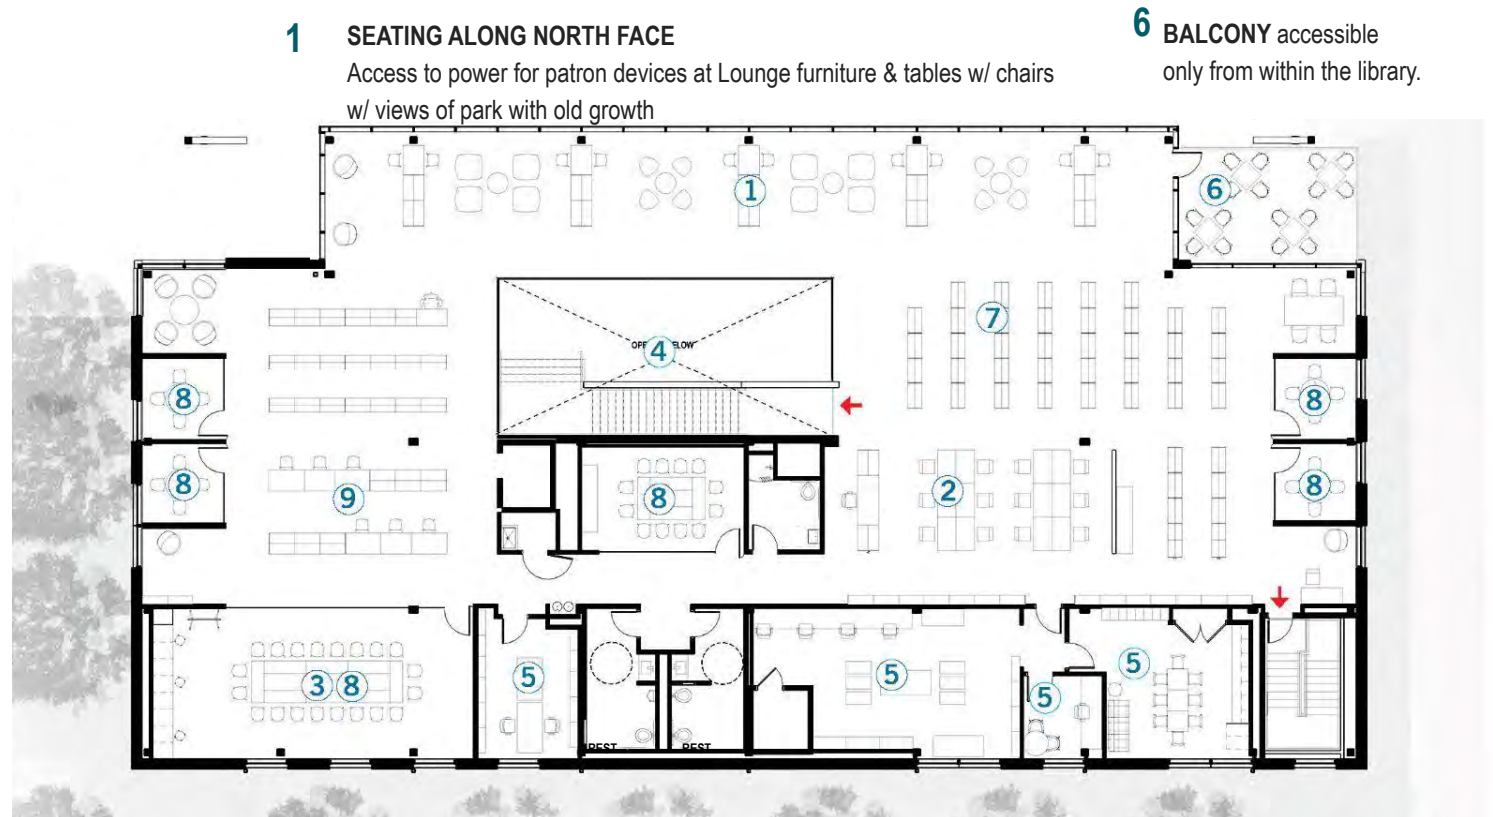 1 SEATING ALONG NORTH FACE
Access to power for patron devices at Lounge furniture & tables w/ chairs
w/ views of park with old growth
6 BALCONY accessible
only from within the library.
1
6
7
4
8
8
8
8
9
8
2
3 8
5
5
5
5
REST
REST